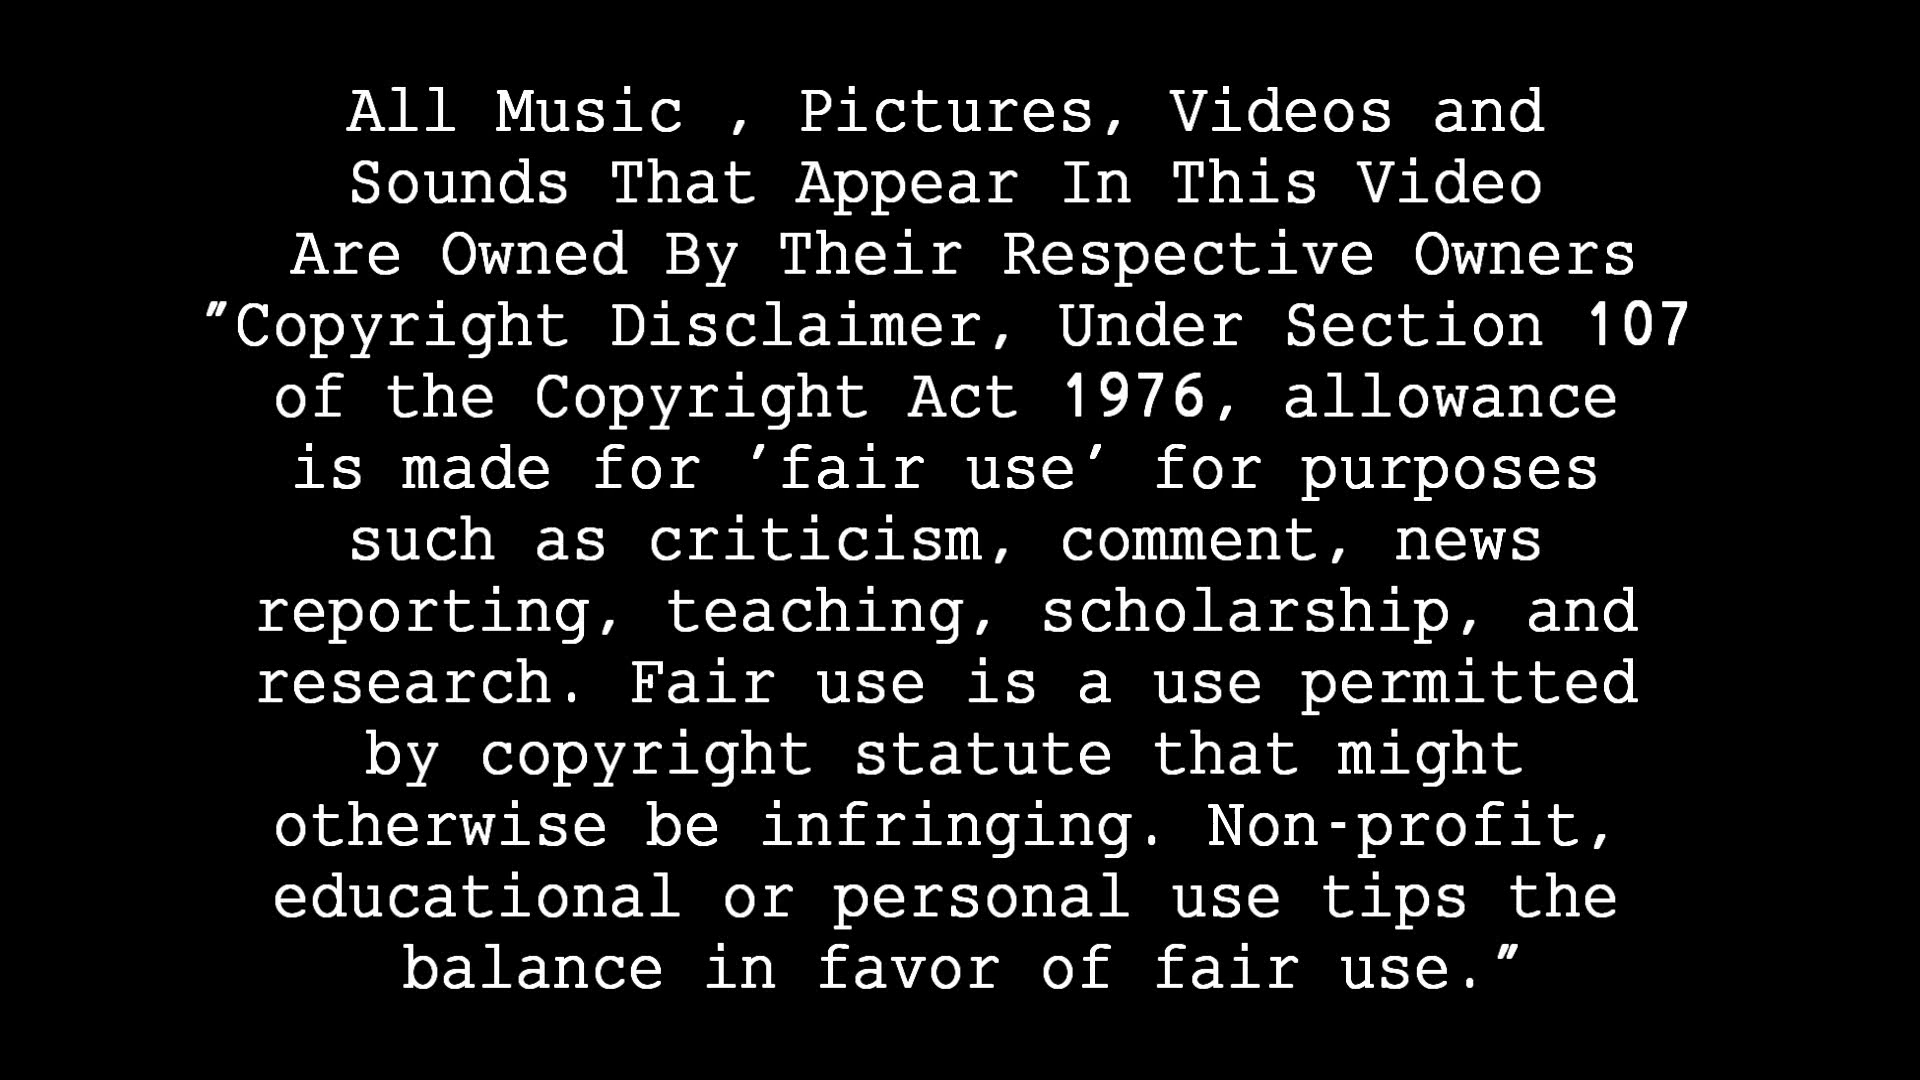 All Music , Pictures, Videos and
Sounds That Appear In This Video
Are Owned By Their Respective Owners
"Copyright Disclaimer, Under Section 107
of the Copyright Act 1976, allowance
is made for 'fair use' for purposes
such as criticism, comment, news
reporting, teaching, scholarship, and
research. Fair use is a use permitted
by copyright statute that might
otherwise be infringing. Non-profit,
educational or personal use tips the
balance in favor of fair use."